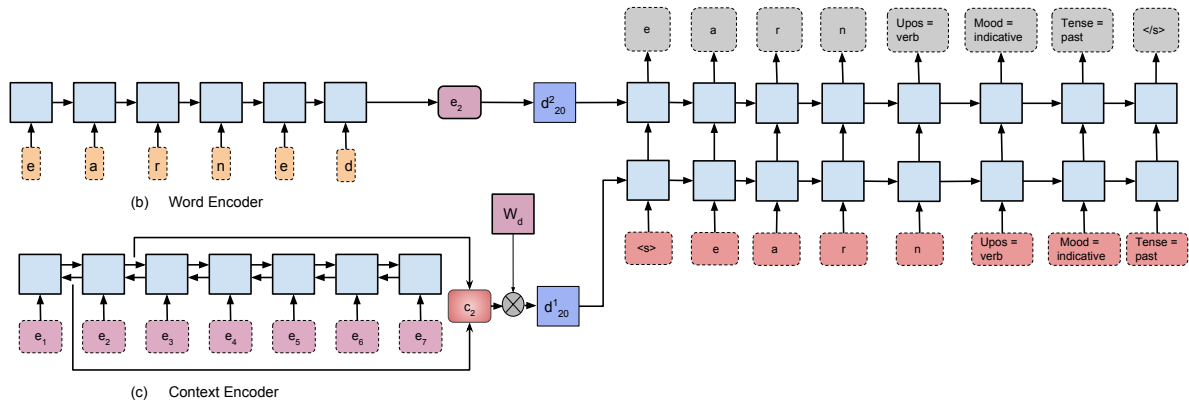 e a r n Upos = verb Mood = indicative Tense = past </s>
e₂ d²₂₀
e a r n e d
(b) Word Encoder
W_d
<s> e a r n Upos = verb Mood = indicative Tense = past
c₂ d¹₂₀
e₁ e₂ e₃ e₄ e₅ e₆ e₇
(c) Context Encoder